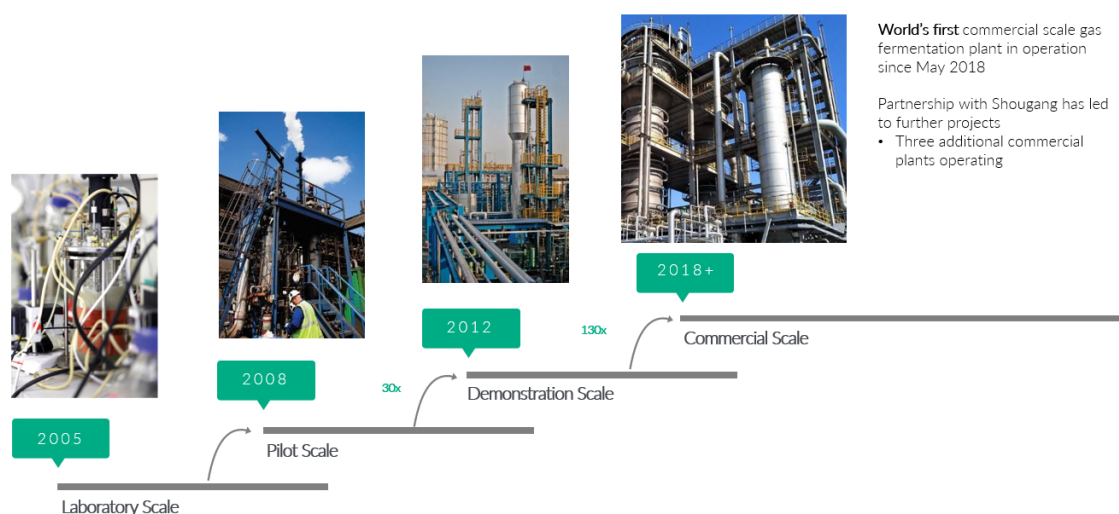 World's first commercial scale gas
fermentation plant in operation
since May 2018
Partnership with Shougang has led
to further projects
• Three additional commercial
plants operating
2018+
130x
Commercial Scale
2012
30x
Demonstration Scale
2008
Pilot Scale
2005
Laboratory Scale